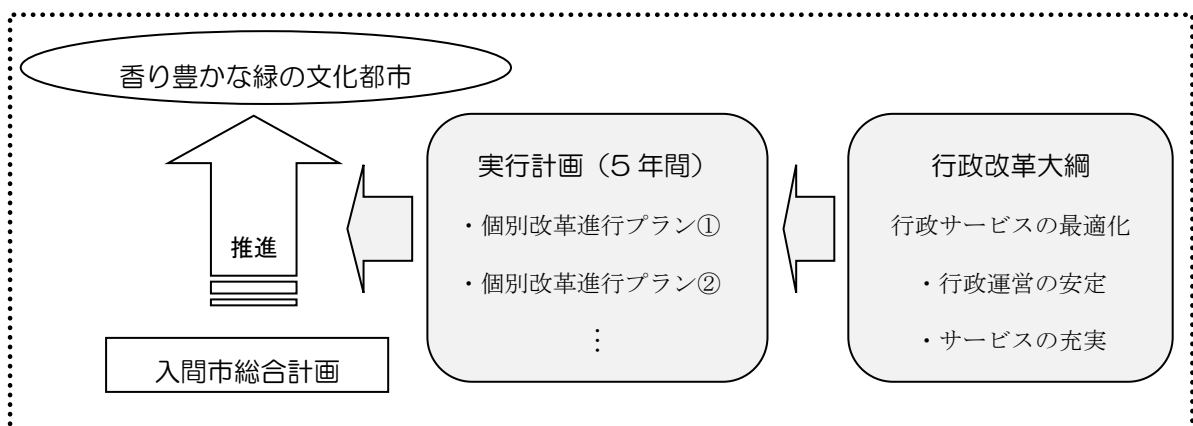 香り豊かな緑の文化都市
推進
入間市総合計画
実行計画（5 年間）
・個別改革進行プラン①
・個別改革進行プラン②
⋮
行政改革大綱
行政サービスの最適化
・行政運営の安定
・サービスの充実